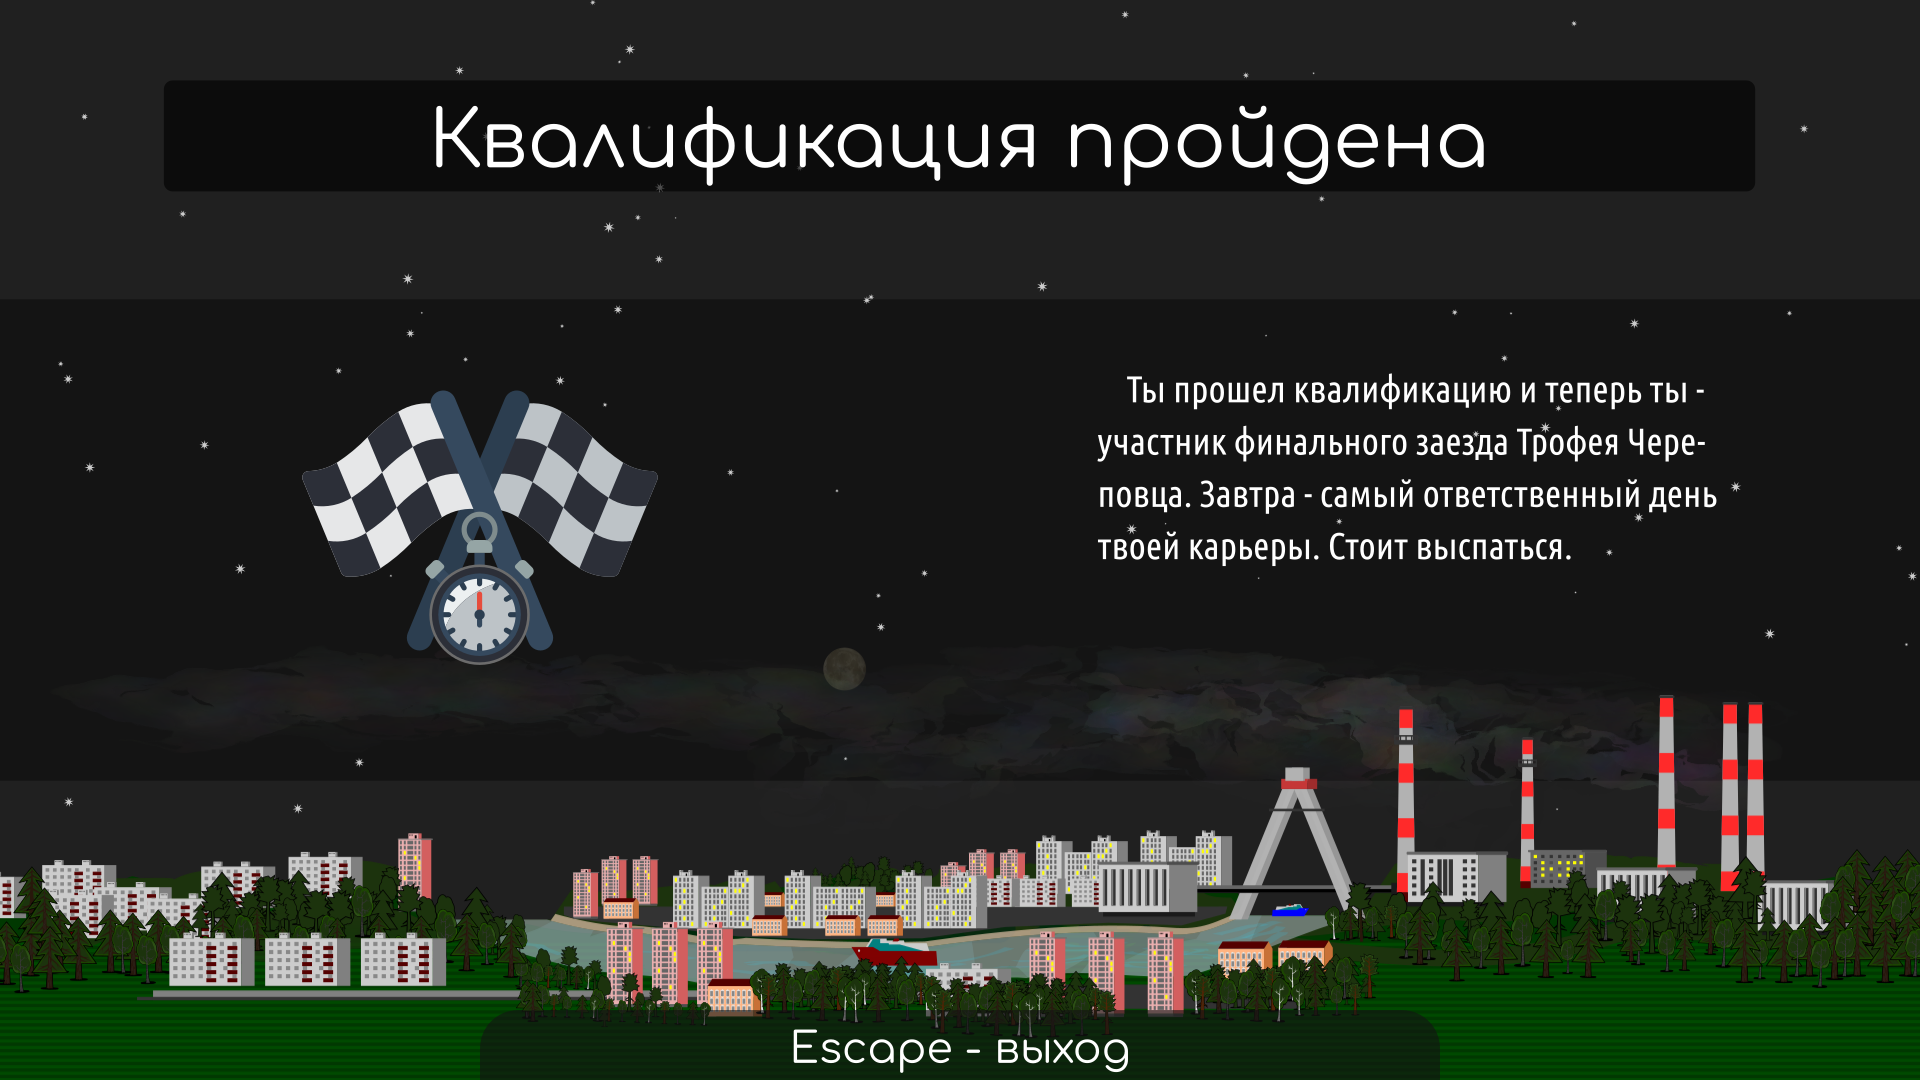 Квалификация пройдена
Ты прошел квалификацию и теперь ты -
участник финального заезда Трофея Чере-
повца. Завтра - самый ответственный день
твоей карьеры. Стоит выспаться.
Escape - выход